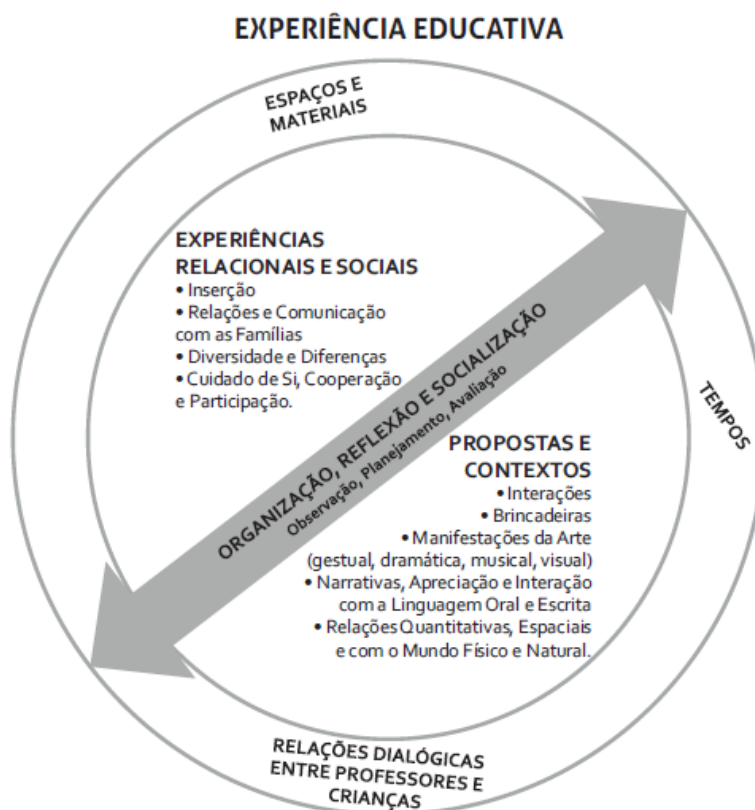 EXPERIÊNCIA EDUCATIVA
ESPAÇOS E
MATERIAIS
EXPERIÊNCIAS
RELACIONAIS E SOCIAIS
• Inserção
• Relações e Comunicação
com as Famílias
• Diversidade e Diferenças
• Cuidado de Si, Cooperação
e Participação.
ORGANIZAÇÃO, REFLEXÃO E SOCIALIZAÇÃO
Observação, Planejamento, Avaliação
TEMPOS
PROPOSTAS E
CONTEXTOS
• Interações
• Brincadeiras
• Manifestações da Arte
(gestual, dramática, musical, visual)
• Narrativas, Apreciação e Interação
com a Linguagem Oral e Escrita
• Relações Quantitativas, Espaciais
e com o Mundo Físico e Natural.
RELAÇÕES DIALÓGICAS
ENTRE PROFESSORES E
CRIANÇAS